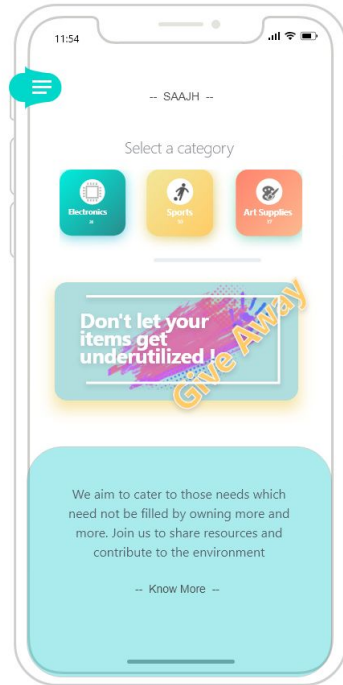 11:54
-- SAAJH --
Select a category
Electronics
Sports
Art Supplies
Don't let your
items get
underutilized !
Give Away
We aim to cater to those needs which
need not be filled by owning more and
more. Join us to share resources and
contribute to the environment
-- Know More --